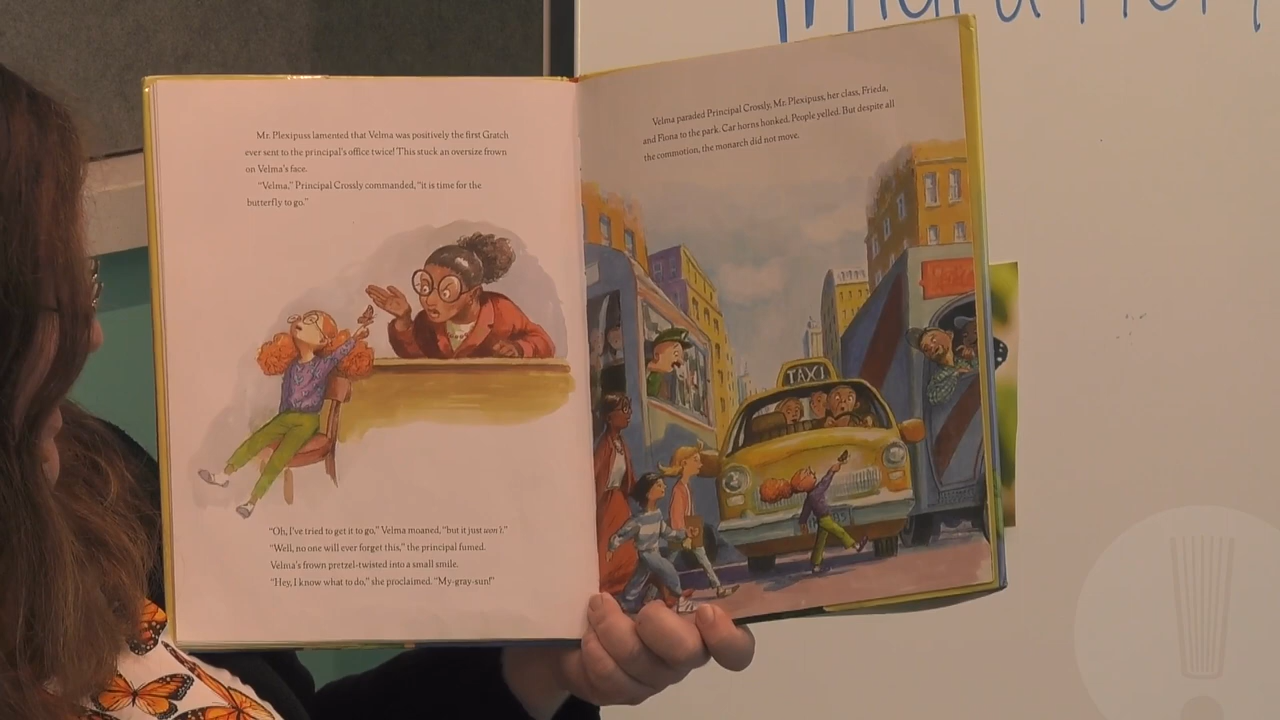 Mr. Plexipuss lamented that Velma was positively the first Gratch
ever sent to the principal's office twice! This stuck an oversize frown
on Velma's face.
"Velma," Principal Crossly commanded, "it is time for the
butterfly to go."
"Oh, I've tried to get it to go," Velma moaned, "but it just won't."
"Well, no one will ever forget this," the principal fumed.
Velma's frown pretzel-twisted into a small smile.
"Hey, I know what to do," she proclaimed. "My-gray-sun!"
Velma paraded Principal Crossly, Mr. Plexipuss, her class, Frieda,
and Fiona to the park. Car horns honked. People yelled. But despite all
the commotion, the monarch did not move.
TAXI